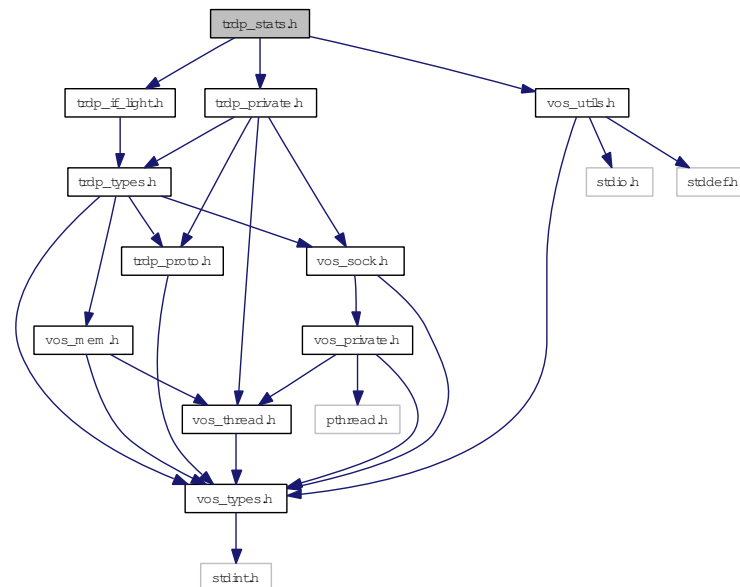 trdp_stats.h
trdp_if_light.h
trdp_private.h
vos_utils.h
trdp_types.h
stdio.h
stddef.h
trdp_proto.h
vos_sock.h
vos_mem.h
vos_private.h
vos_thread.h
pthread.h
vos_types.h
stdint.h